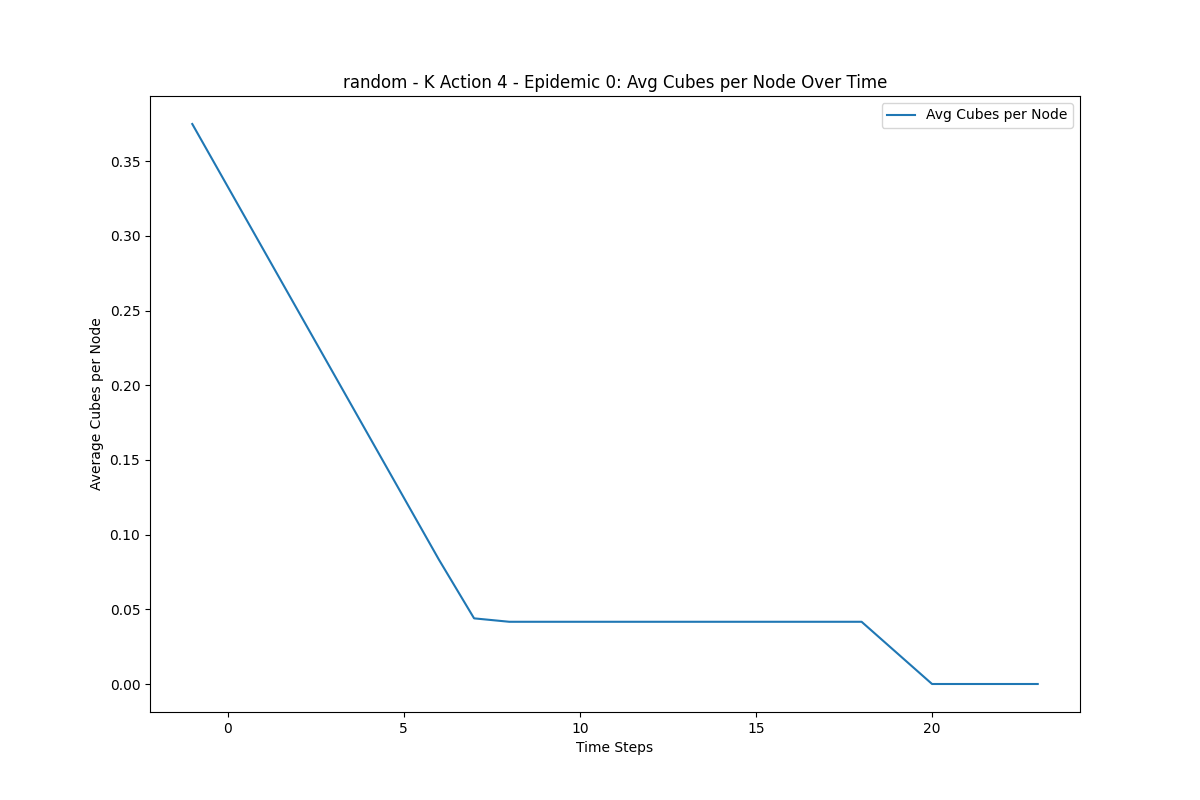 random - K Action 4 - Epidemic 0: Avg Cubes per Node Over Time
Avg Cubes per Node
Average Cubes per Node
0.35
0.30
0.25
0.20
0.15
0.10
0.05
0.00
0 5 10 15 20
Time Steps